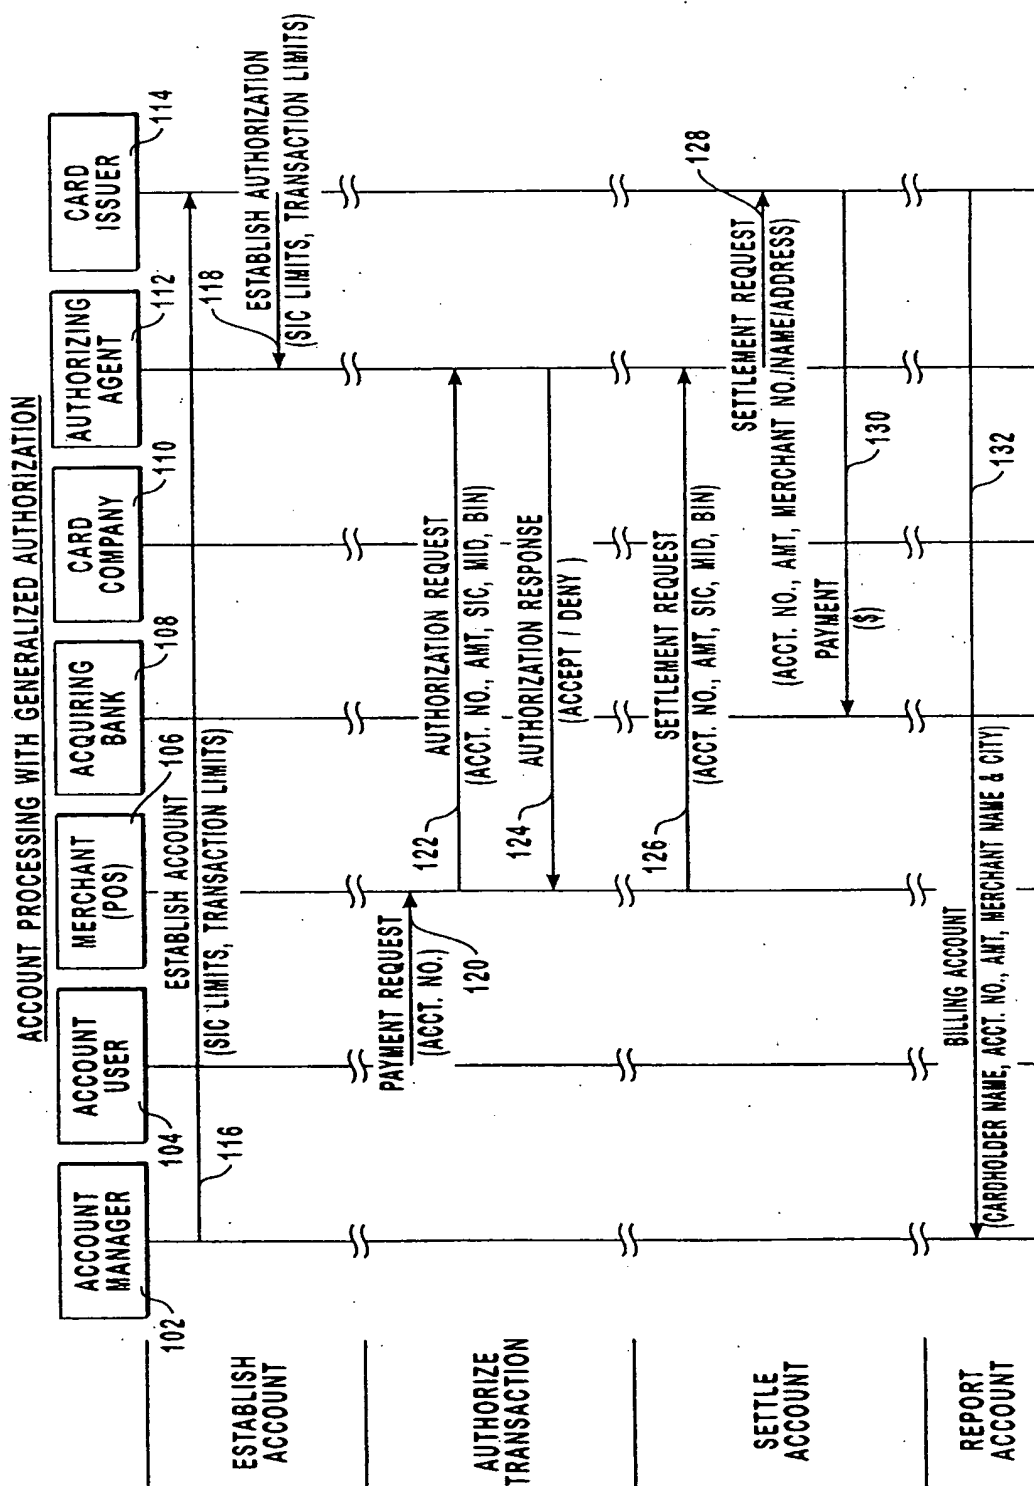 ACCOUNT PROCESSING WITH GENERALIZED AUTHORIZATION
ACCOUNT
MANAGER
102
ACCOUNT
USER
104
MERCHANT
(POS)
106
ACQUIRING
BANK
108
CARD
COMPANY
110
AUTHORIZING
AGENT
112
CARD
ISSUER
114
ESTABLISH
ACCOUNT
ESTABLISH ACCOUNT
(SIC LIMITS, TRANSACTION LIMITS)
116
118
ESTABLISH AUTHORIZATION
(SIC LIMITS, TRANSACTION LIMITS)
AUTHORIZE
TRANSACTION
PAYMENT REQUEST
(ACCT. NO.)
120
122
AUTHORIZATION REQUEST
(ACCT. NO., AMT, SIC, MID, BIN)
124
AUTHORIZATION RESPONSE
(ACCEPT / DENY )
SETTLE
ACCOUNT
126
SETTLEMENT REQUEST
(ACCT. NO., AMT, SIC, MID, BIN)
SETTLEMENT REQUEST
128
(ACCT. NO., AMT, MERCHANT NO./NAME/ADDRESS)
PAYMENT
($)
130
REPORT
ACCOUNT
BILLING ACCOUNT
(CARDHOLDER NAME, ACCT. NO., AMT, MERCHANT NAME & CITY)
132